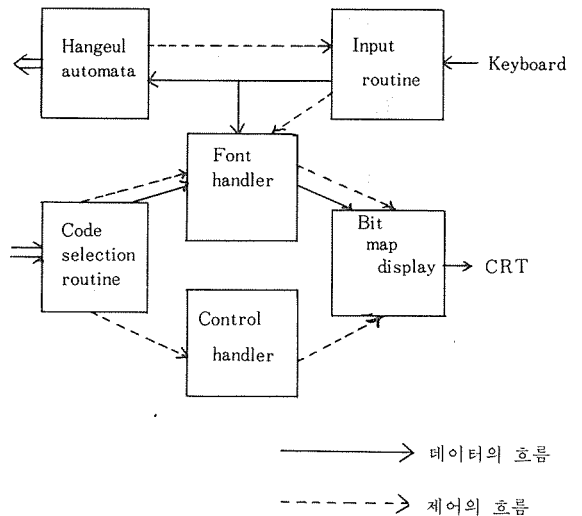 Hangeul
automata
Input
routine
Keyboard
Font
handler
Code
selection
routine
Bit
map
display
CRT
Control
handler
데이터의 흐름
제어의 흐름